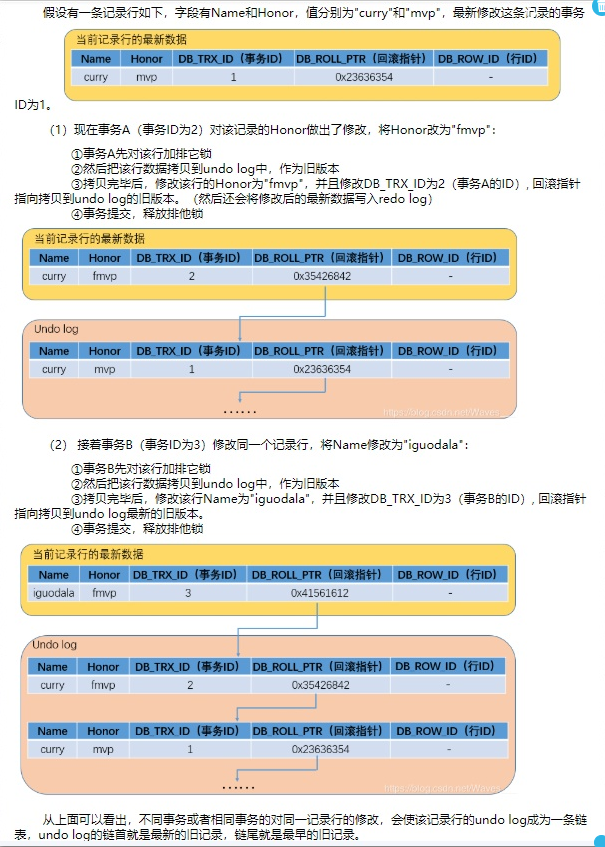 假设有一条记录行如下，字段有Name和Honor，值分别为"curry"和"mvp"，最新修改这条记录的事务
当前记录行的最新数据
Name Honor DB_TRX_ID（事务ID） DB_ROLL_PTR（回滚指针） DB_ROW_ID（行ID）
curry mvp 1 0x23636354 -
ID为1。
（1）现在事务A（事务ID为2）对该记录的Honor做出了修改，将Honor改为"fmvp"：
①事务A先对该行加排它锁
②然后把该行数据拷贝到undo log中，作为旧版本
③拷贝完毕后，修改该行的Honor为"fmvp"，并且修改DB_TRX_ID为2（事务A的ID）, 回滚指针
指向拷贝到undo log的旧版本。（然后还会将修改后的最新数据写入redo log）
④事务提交，释放排他锁
当前记录行的最新数据
Name Honor DB_TRX_ID（事务ID） DB_ROLL_PTR（回滚指针） DB_ROW_ID（行ID）
curry fmvp 2 0x35426842 -
Undo log
Name Honor DB_TRX_ID（事务ID） DB_ROLL_PTR（回滚指针） DB_ROW_ID（行ID）
curry mvp 1 0x23636354 -
......
https://blog.csdn.net/Waves_
（2） 接着事务B（事务ID为3）修改同一个记录行，将Name修改为"iguodala"：
①事务B先对该行加排它锁
②然后把该行数据拷贝到undo log中，作为旧版本
③拷贝完毕后，修改该行Name为"iguodala"，并且修改DB_TRX_ID为3（事务B的ID）, 回滚指针
指向拷贝到undo log最新的旧版本。
④事务提交，释放排他锁
当前记录行的最新数据
Name Honor DB_TRX_ID（事务ID） DB_ROLL_PTR（回滚指针） DB_ROW_ID（行ID）
iguodala fmvp 3 0x41561612 -
Undo log
Name Honor DB_TRX_ID（事务ID） DB_ROLL_PTR（回滚指针） DB_ROW_ID（行ID）
curry fmvp 2 0x35426842 -
Name Honor DB_TRX_ID（事务ID） DB_ROLL_PTR（回滚指针） DB_ROW_ID（行ID）
curry mvp 1 0x23636354 -
......
https://blog.csdn.net/Waves_
从上面可以看出，不同事务或者相同事务的对同一记录行的修改，会使该记录行的undo log成为一条链
表，undo log的链首就是最新的旧记录，链尾就是最早的旧记录。